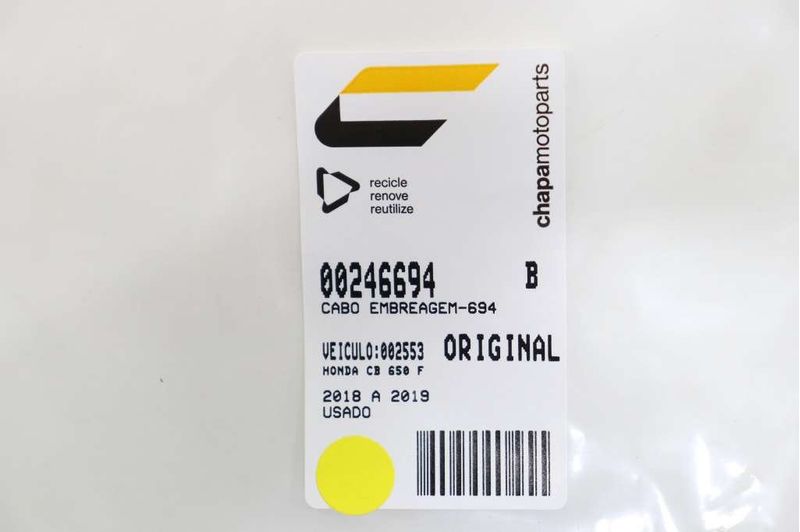 chapamotoparts
recicle
renove
reutilize
00246694 B
CABO EMBREAGEM-694
VEICULO:002553 ORIGINAL
HONDA CB 650 F
2018 A 2019
USADO